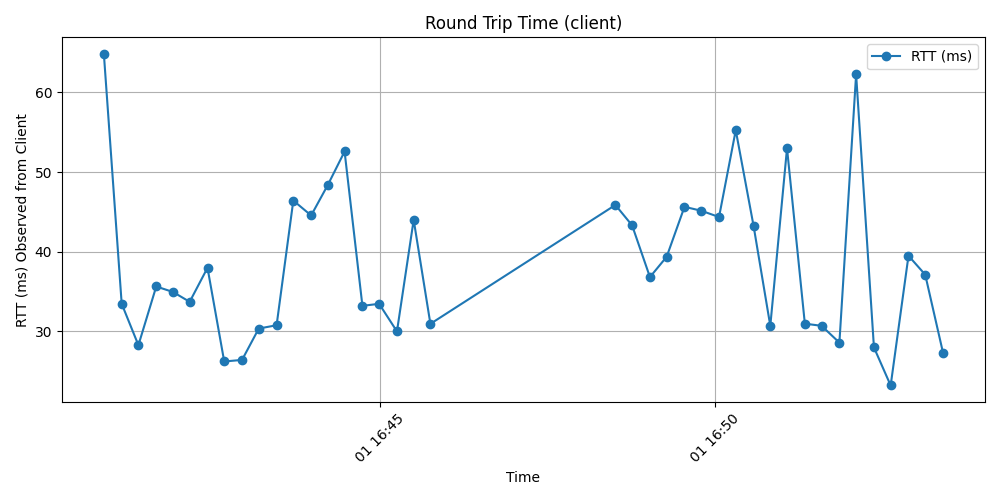 Round Trip Time (client)
RTT (ms)
RTT (ms) Observed from Client
60
50
40
30
01 16:45
01 16:50
Time